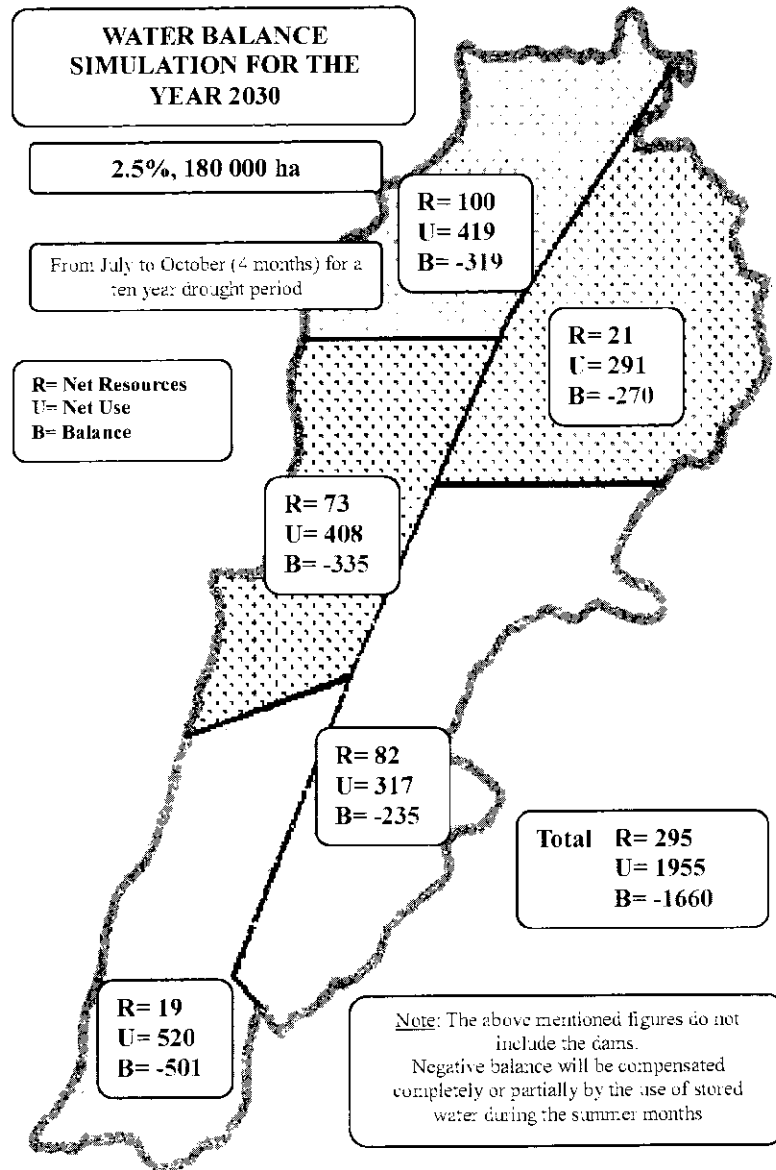 WATER BALANCE
SIMULATION FOR THE
YEAR 2030
2.5%, 180 000 ha
From July to October (4 months) for a
ten year drought period
R= Net Resources
U= Net Use
B= Balance
R= 100
U= 419
B= -319
R= 21
U= 291
B= -270
R= 73
U= 408
B= -335
R= 82
U= 317
B= -235
Total R= 295
U= 1955
B= -1660
R= 19
U= 520
B= -501
Note: The above mentioned figures do not
include the dams.
Negative balance will be compensated
completely or partially by the use of stored
water during the summer months